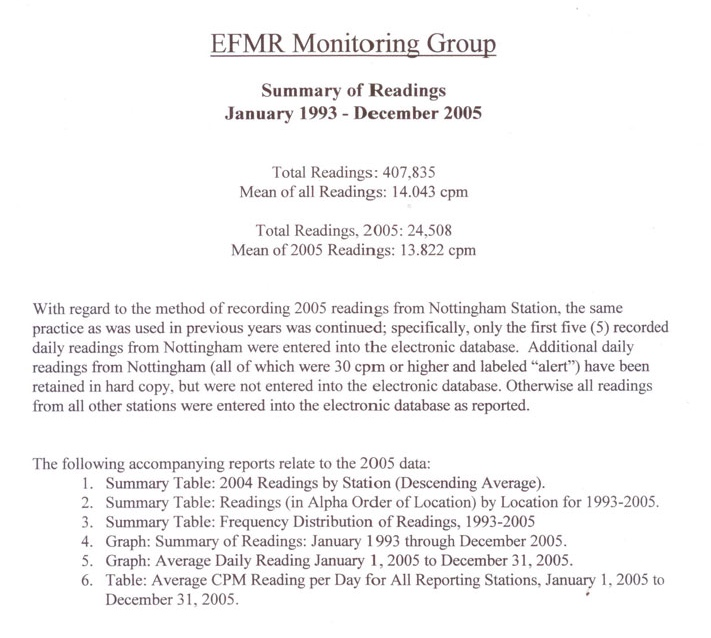 EFMR Monitoring Group
Summary of Readings
January 1993 - December 2005
Total Readings: 407,835
Mean of all Readings: 14.043 cpm
Total Readings, 2005: 24,508
Mean of 2005 Readings: 13.822 cpm
With regard to the method of recording 2005 readings from Nottingham Station, the same
practice as was used in previous years was continued; specifically, only the first five (5) recorded
daily readings from Nottingham were entered into the electronic database.  Additional daily
readings from Nottingham (all of which were 30 cpm or higher and labeled “alert”) have been
retained in hard copy, but were not entered into the electronic database. Otherwise all readings
from all other stations were entered into the electronic database as reported.
The following accompanying reports relate to the 2005 data:
1. Summary Table: 2004 Readings by Station (Descending Average).
2. Summary Table: Readings (in Alpha Order of Location) by Location for 1993-2005.
3. Summary Table: Frequency Distribution of Readings, 1993-2005
4. Graph: Summary of Readings: January 1993 through December 2005.
5. Graph: Average Daily Reading January 1, 2005 to December 31, 2005.
6. Table: Average CPM Reading per Day for All Reporting Stations, January 1, 2005 to
December 31, 2005.